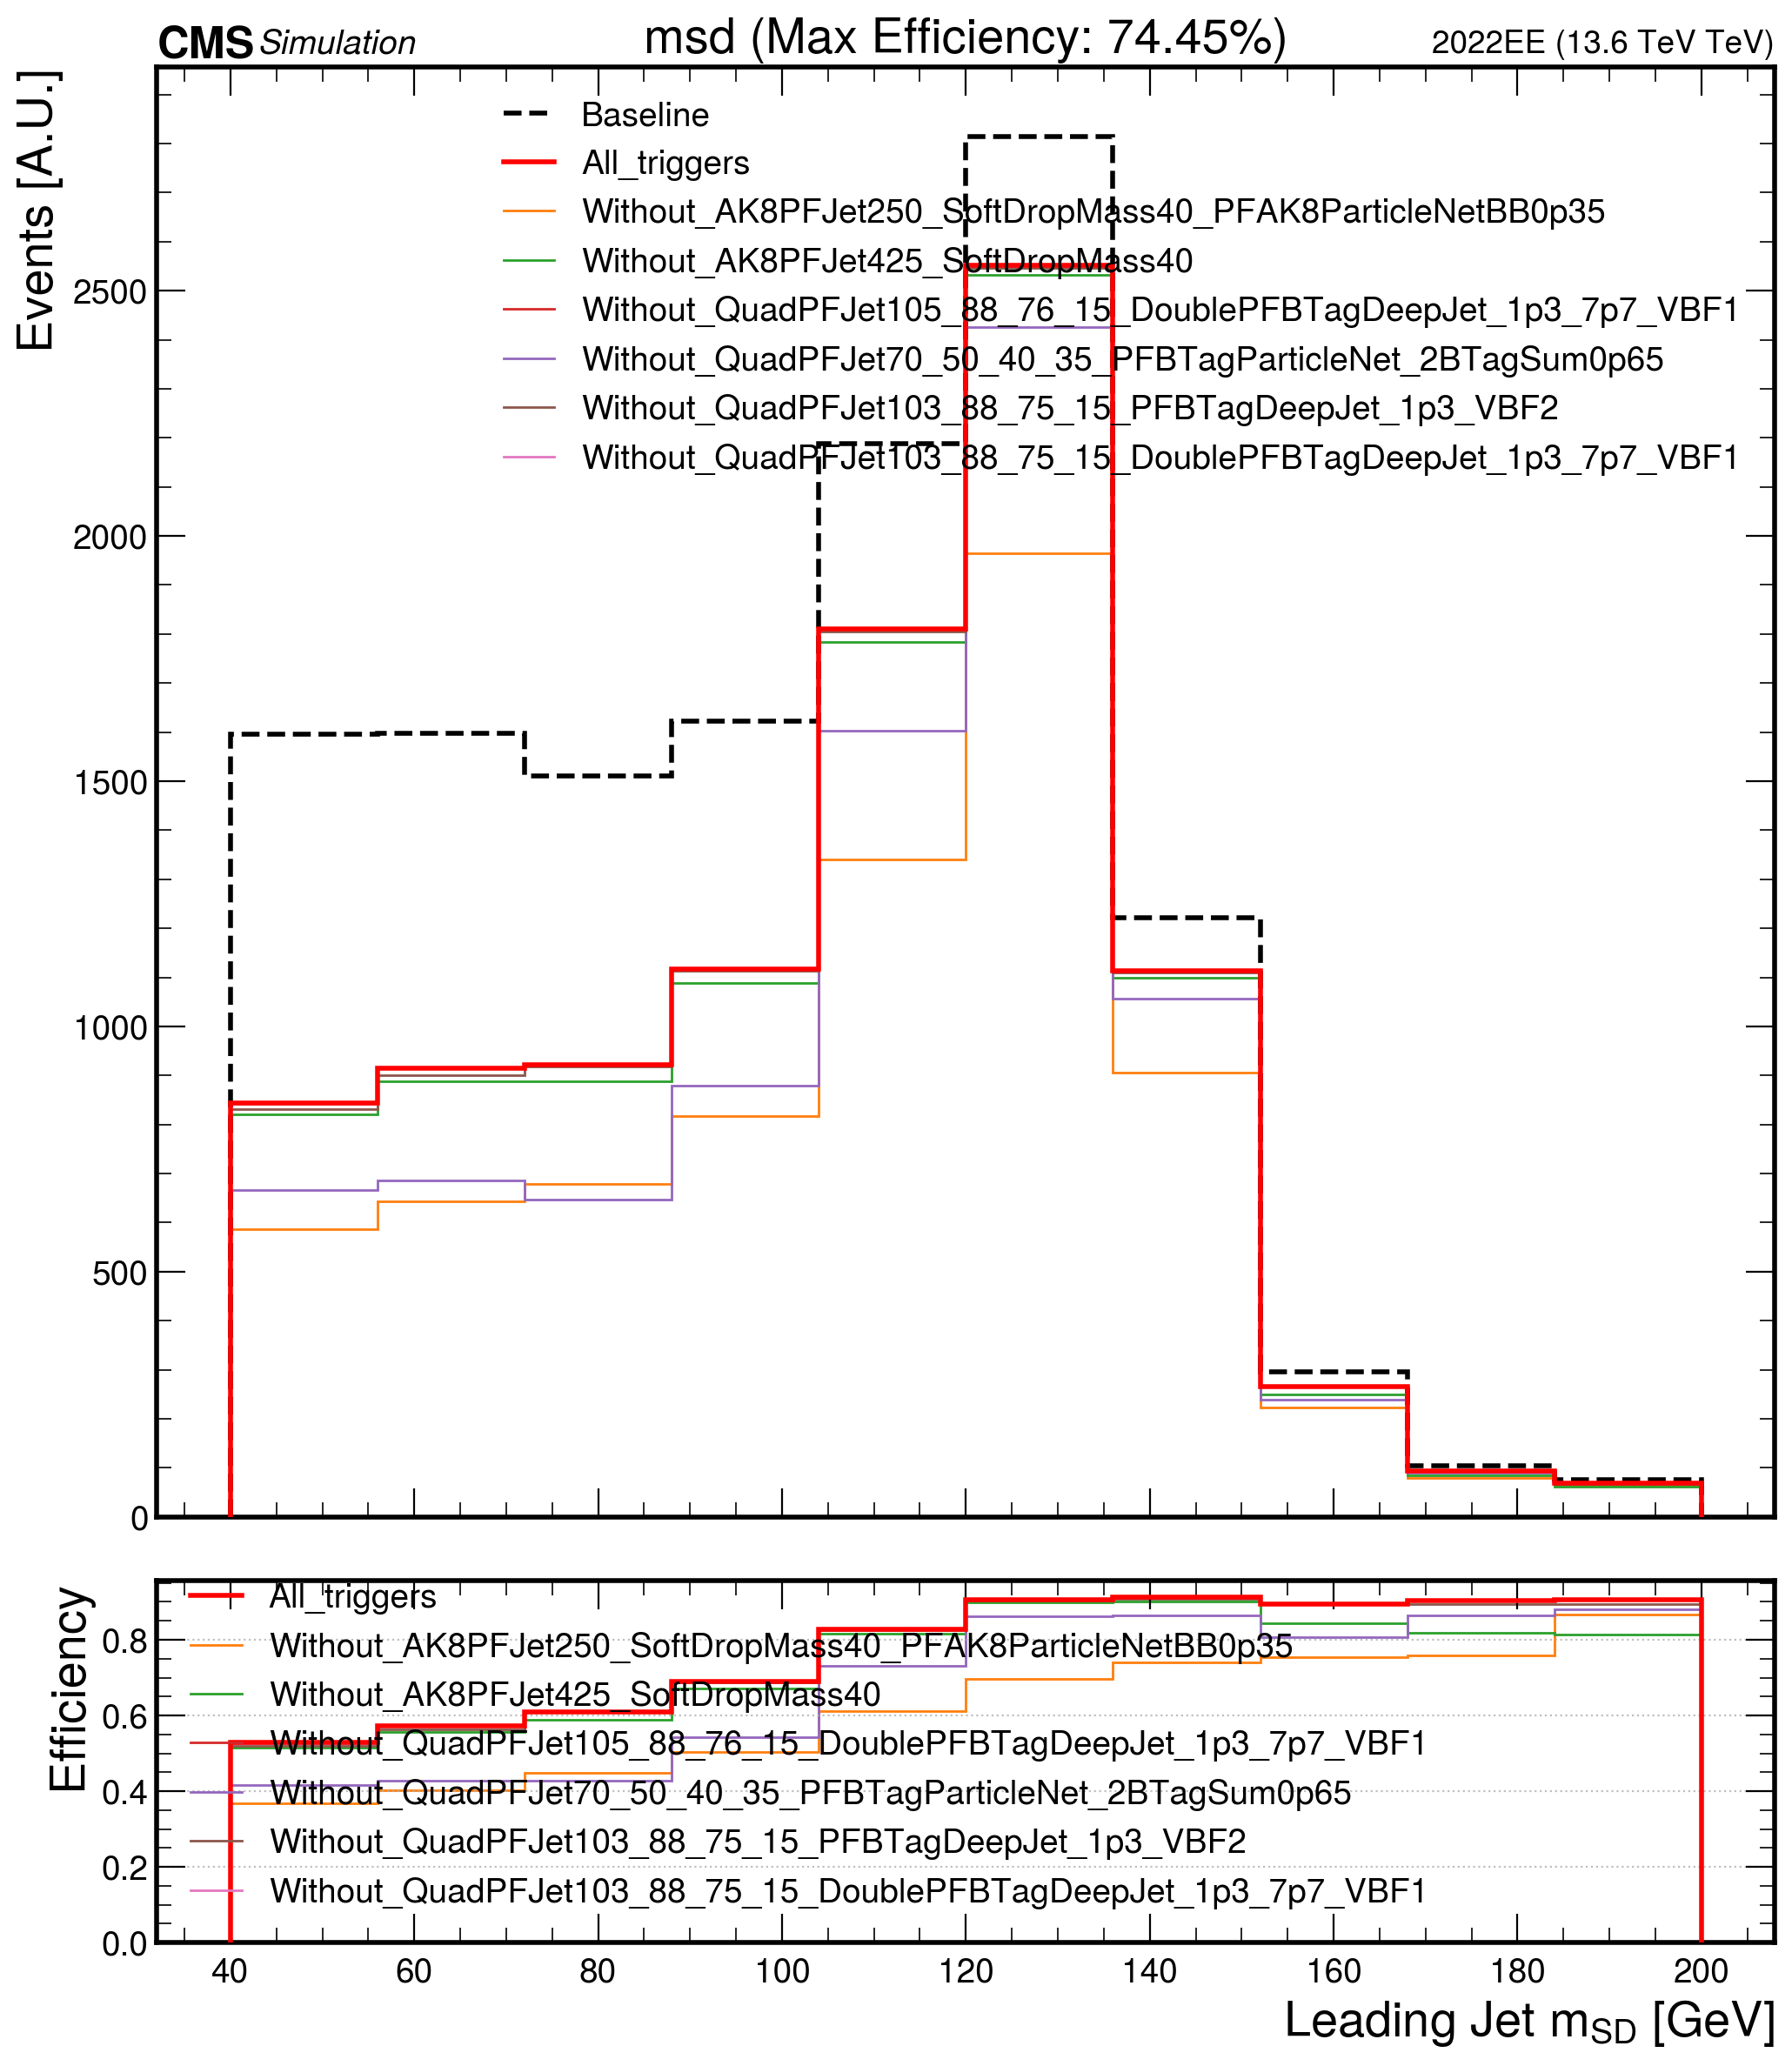 CMS Simulation msd (Max Efficiency: 74.45%) 2022EE (13.6 TeV TeV)
Events [A.U.]
Baseline
All_triggers
Without_AK8PFJet250_SoftDropMass40_PFAK8ParticleNetBB0p35
Without_AK8PFJet425_SoftDropMass40
Without_QuadPFJet105_88_76_15_DoublePFBTagDeepJet_1p3_7p7_VBF1
Without_QuadPFJet70_50_40_35_PFBTagParticleNet_2BTagSum0p65
Without_QuadPFJet103_88_75_15_PFBTagDeepJet_1p3_VBF2
Without_QuadPFJet103_88_75_15_DoublePFBTagDeepJet_1p3_7p7_VBF1
2500
2000
1500
1000
500
0
Efficiency
All_triggers
Without_AK8PFJet250_SoftDropMass40_PFAK8ParticleNetBB0p35
Without_AK8PFJet425_SoftDropMass40
Without_QuadPFJet105_88_76_15_DoublePFBTagDeepJet_1p3_7p7_VBF1
Without_QuadPFJet70_50_40_35_PFBTagParticleNet_2BTagSum0p65
Without_QuadPFJet103_88_75_15_PFBTagDeepJet_1p3_VBF2
Without_QuadPFJet103_88_75_15_DoublePFBTagDeepJet_1p3_7p7_VBF1
0.8
0.6
0.4
0.2
0.0
40 60 80 100 120 140 160 180 200
Leading Jet mSD [GeV]